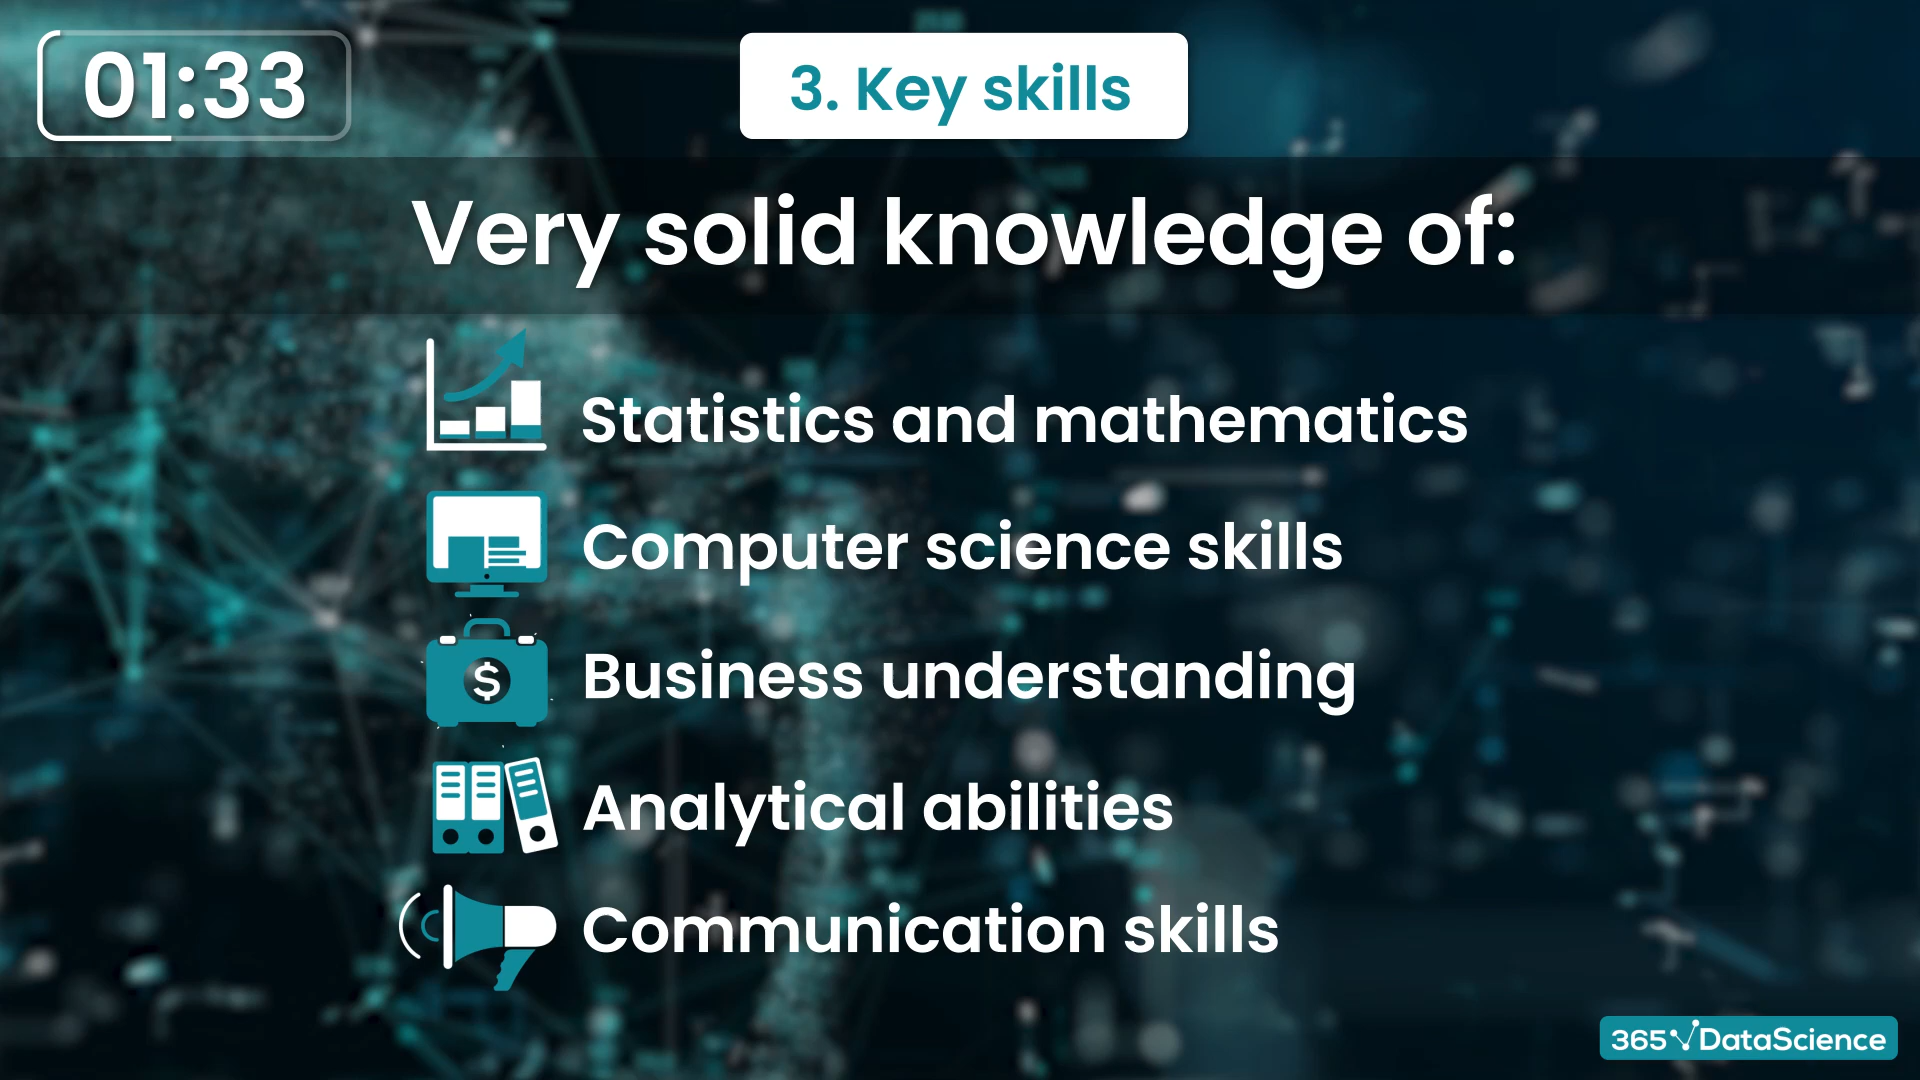 01:33
3. Key skills
Very solid knowledge of:
Statistics and mathematics
Computer science skills
$
Business understanding
Analytical abilities
Communication skills
365 DataScience